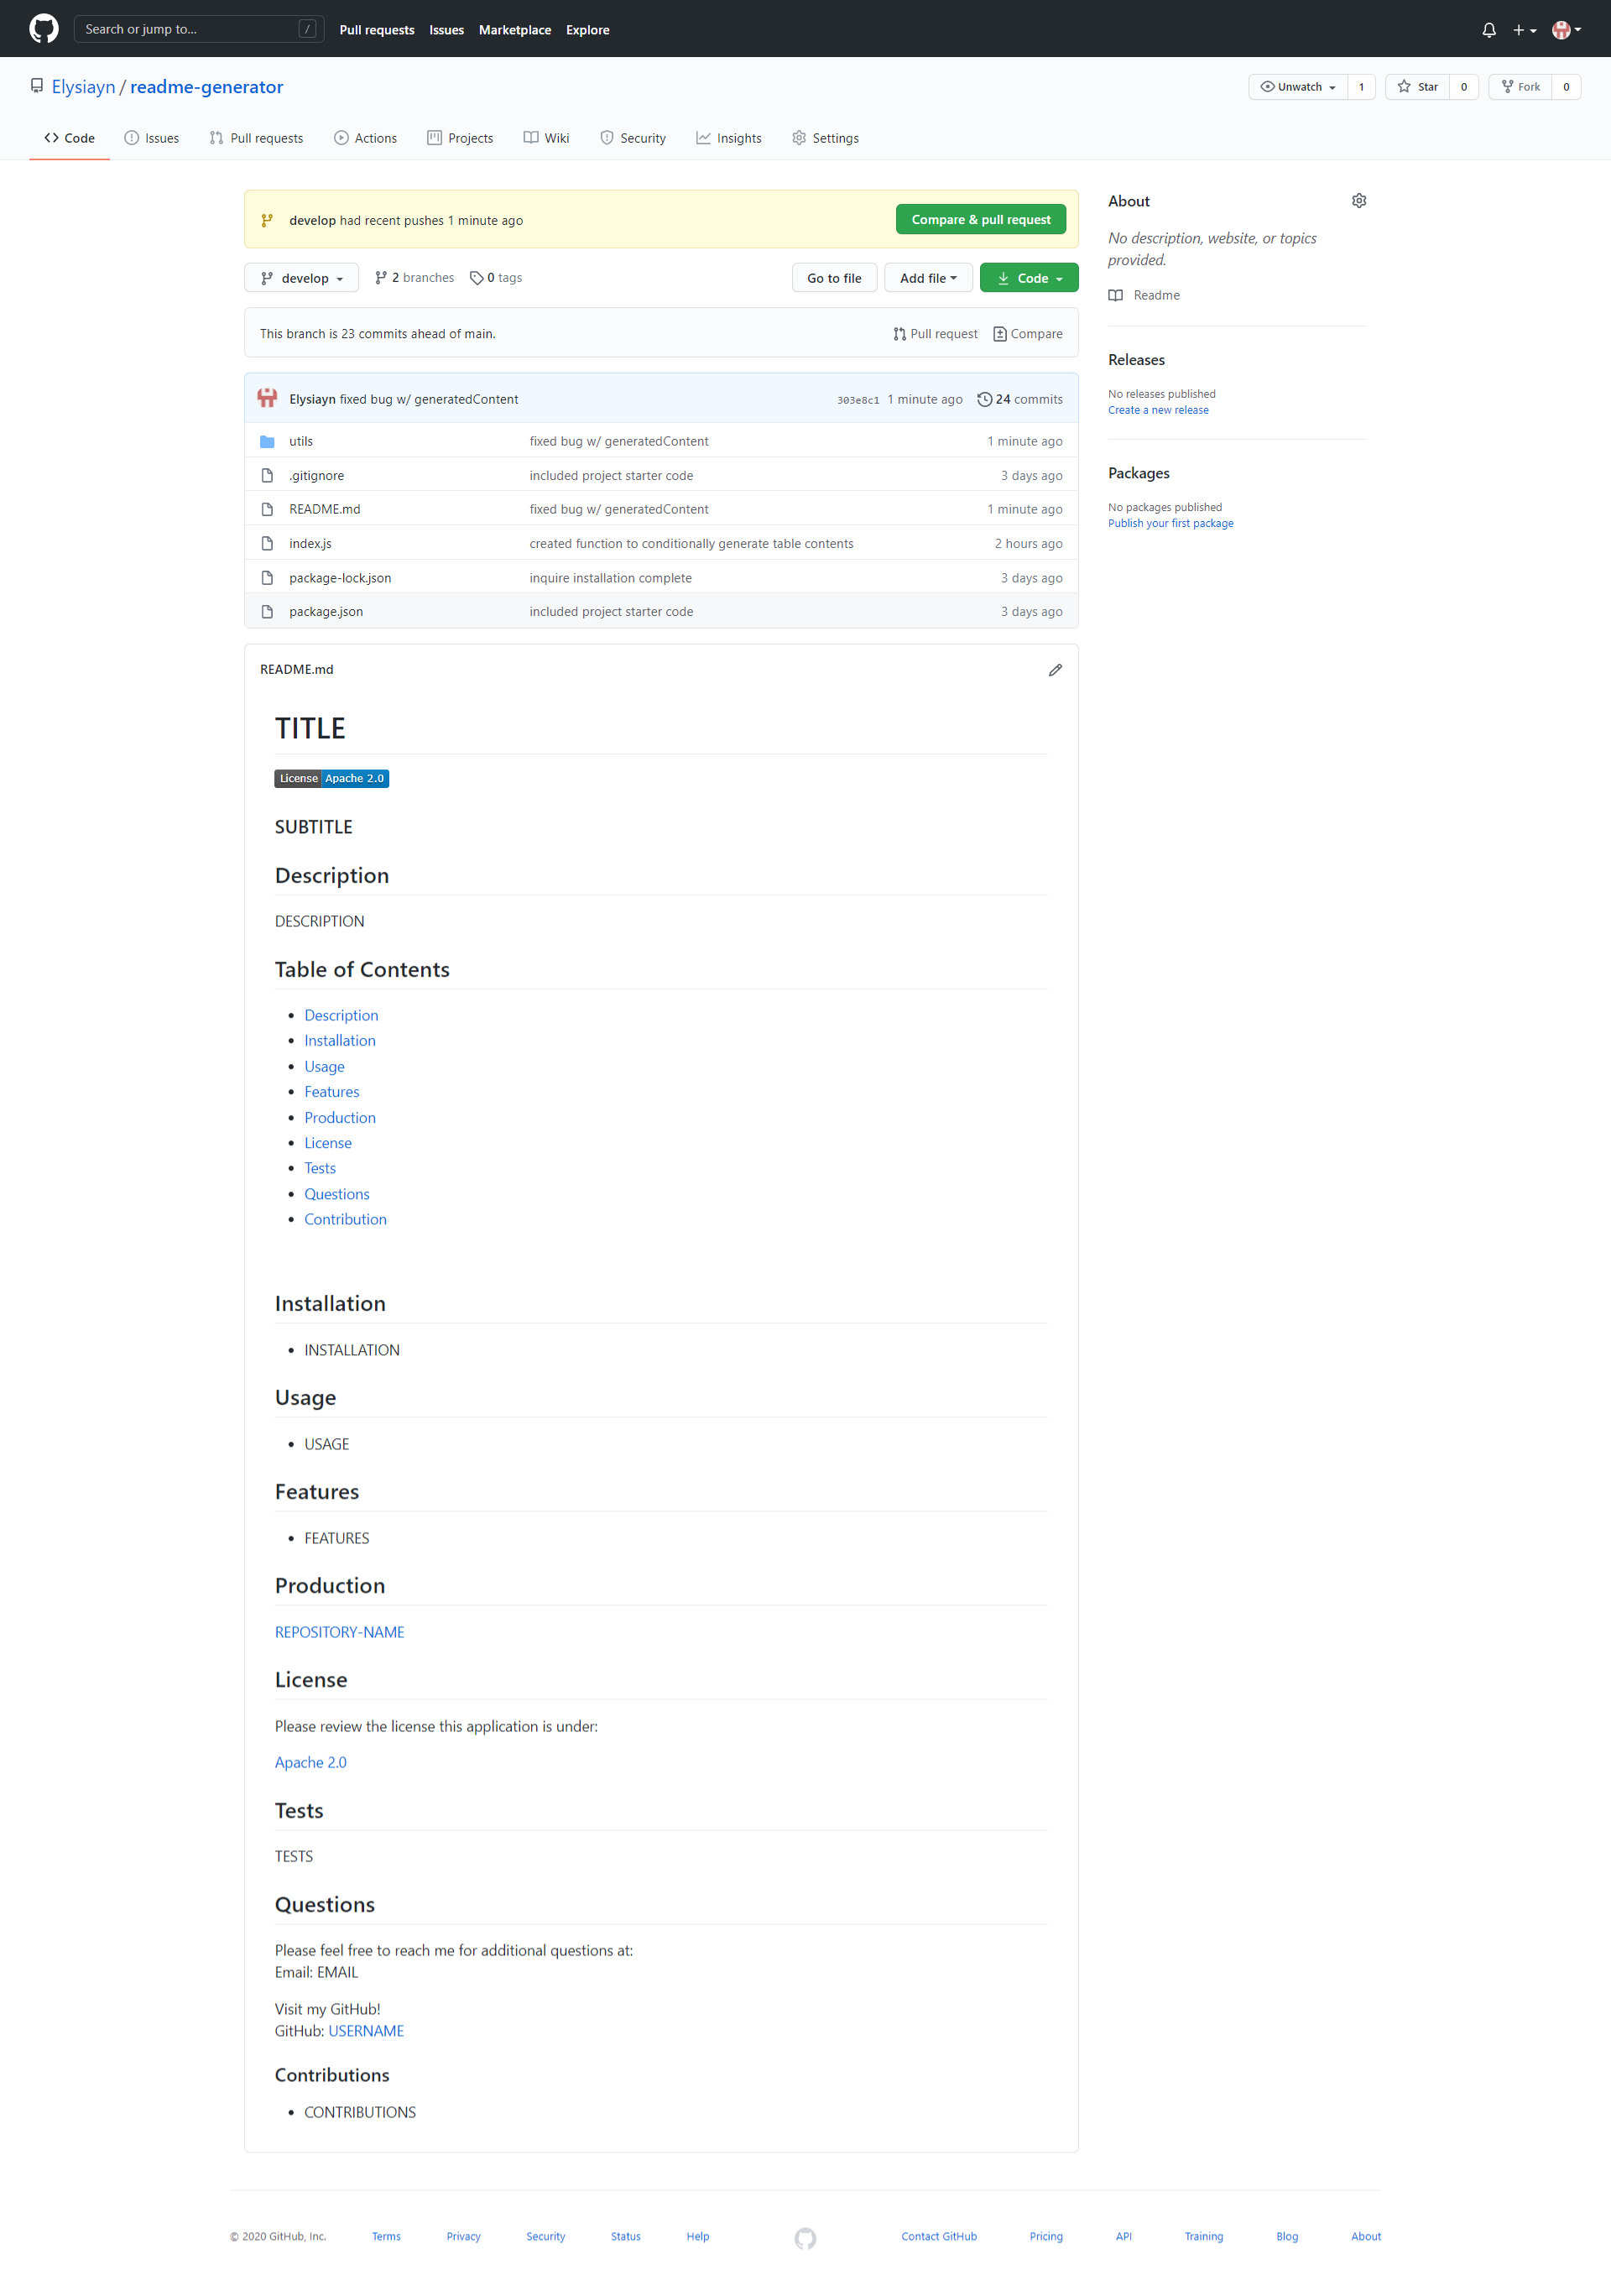 Search or jump to... /
Pull requests Issues Marketplace Explore
Elysiayn / readme-generator
Unwatch 1 Star 0 Fork 0
Code Issues Pull requests Actions Projects Wiki Security Insights Settings
develop had recent pushes 1 minute ago
Compare & pull request
develop 2 branches 0 tags
Go to file Add file Code
This branch is 23 commits ahead of main.
Pull request Compare
Elysiayn fixed bug w/ generatedContent 303e8c1 1 minute ago 24 commits
utils fixed bug w/ generatedContent 1 minute ago
.gitignore included project starter code 3 days ago
README.md fixed bug w/ generatedContent 1 minute ago
index.js created function to conditionally generate table contents 2 hours ago
package-lock.json inquire installation complete 3 days ago
package.json included project starter code 3 days ago
About
No description, website, or topics
provided.
Readme
Releases
No releases published
Create a new release
Packages
No packages published
Publish your first package
README.md
TITLE
License Apache 2.0
SUBTITLE
Description
DESCRIPTION
Table of Contents
Description
Installation
Usage
Features
Production
License
Tests
Questions
Contribution
Installation
INSTALLATION
Usage
USAGE
Features
FEATURES
Production
REPOSITORY-NAME
License
Please review the license this application is under:
Apache 2.0
Tests
TESTS
Questions
Please feel free to reach me for additional questions at:
Email: EMAIL
Visit my GitHub!
GitHub: USERNAME
Contributions
CONTRIBUTIONS
© 2020 GitHub, Inc. Terms Privacy Security Status Help Contact GitHub Pricing API Training Blog About